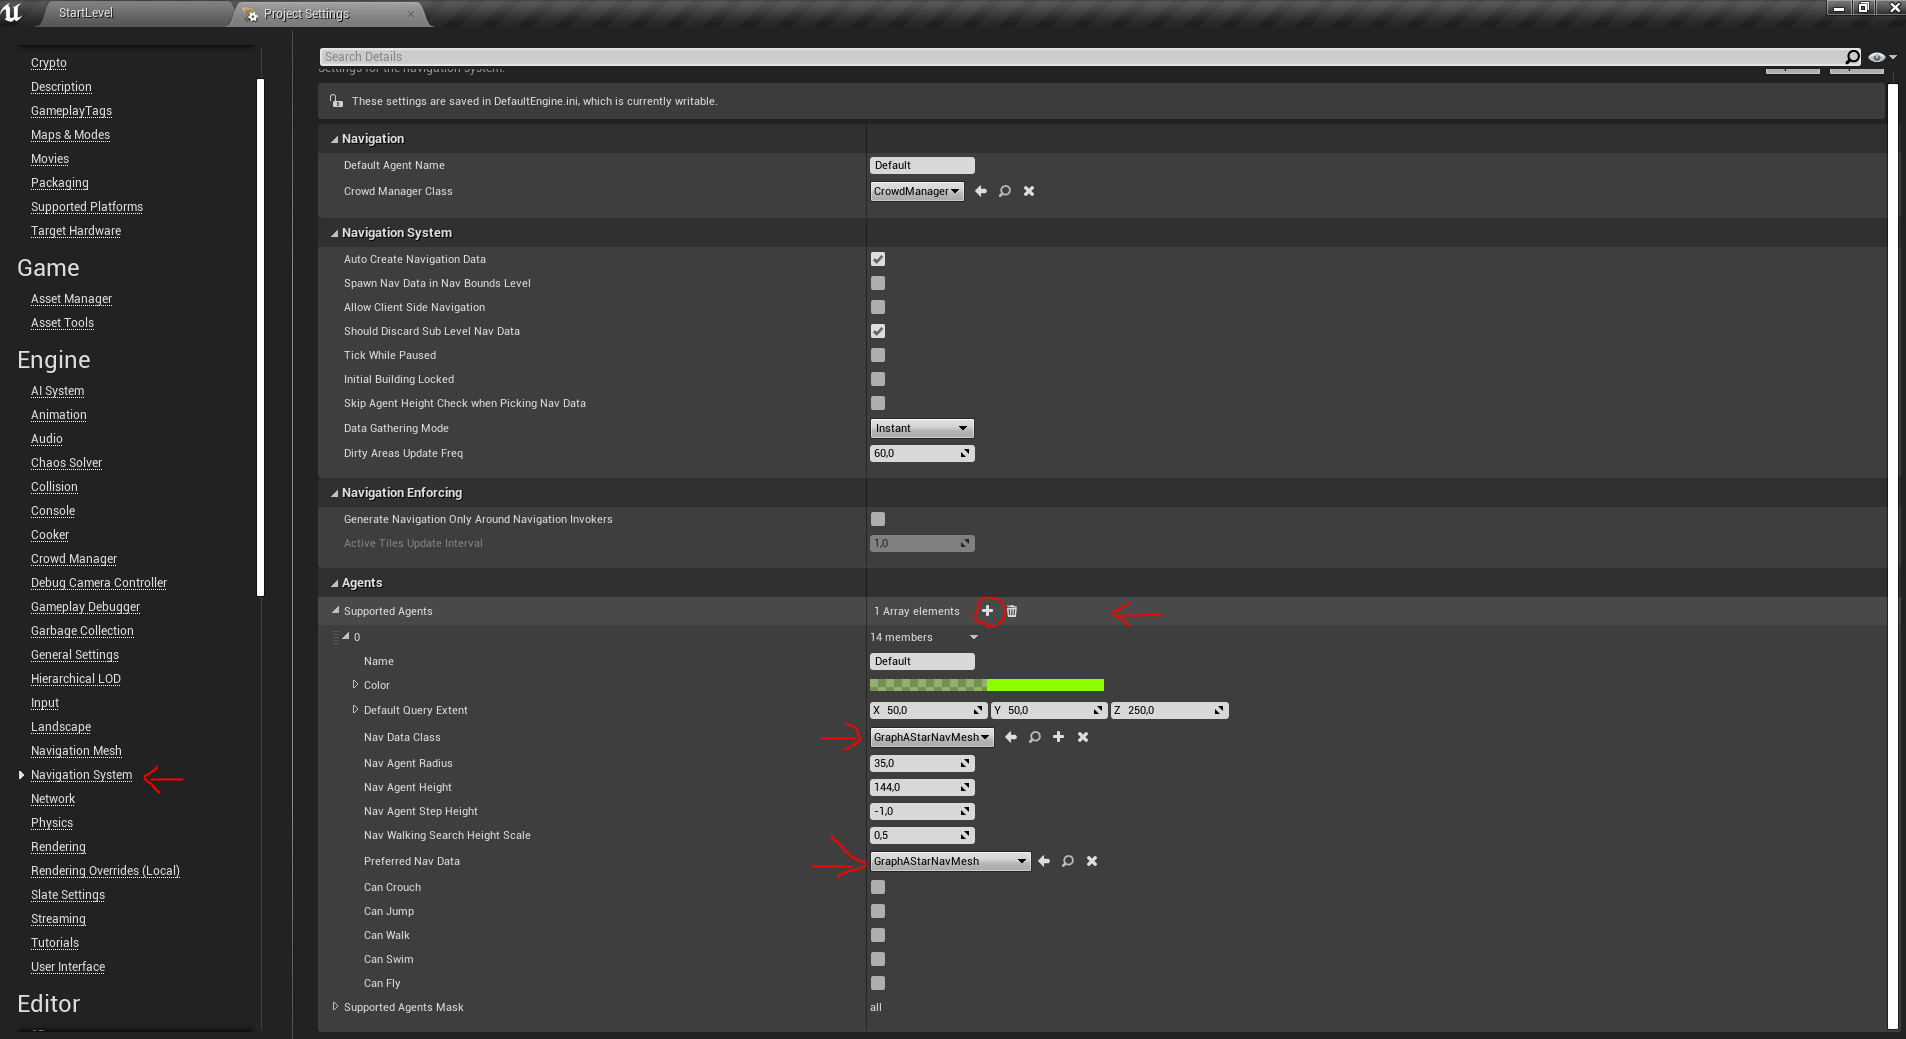 StartLevel
Project Settings
Crypto
Description
GameplayTags
Maps & Modes
Movies
Packaging
Supported Platforms
Target Hardware
Game
Asset Manager
Asset Tools
Engine
AI System
Animation
Audio
Chaos Solver
Collision
Console
Cooker
Crowd Manager
Debug Camera Controller
Gameplay Debugger
Garbage Collection
General Settings
Hierarchical LOD
Input
Landscape
Navigation Mesh
Navigation System
Network
Physics
Rendering
Rendering Overrides (Local)
Slate Settings
Streaming
Tutorials
User Interface
Editor
Search Details
Settings for the navigation system.
These settings are saved in DefaultEngine.ini, which is currently writable.
Navigation
Default Agent Name Default
Crowd Manager Class CrowdManager
Navigation System
Auto Create Navigation Data
Spawn Nav Data in Nav Bounds Level
Allow Client Side Navigation
Should Discard Sub Level Nav Data
Tick While Paused
Initial Building Locked
Skip Agent Height Check when Picking Nav Data
Data Gathering Mode Instant
Dirty Areas Update Freq 60,0
Navigation Enforcing
Generate Navigation Only Around Navigation Invokers
Active Tiles Update Interval 1,0
Agents
Supported Agents 1 Array elements
0 14 members
Name Default
Color
Default Query Extent X 50,0 Y 50,0 Z 250,0
Nav Data Class GraphAStarNavMesh
Nav Agent Radius 35,0
Nav Agent Height 144,0
Nav Agent Step Height -1,0
Nav Walking Search Height Scale 0,5
Preferred Nav Data GraphAStarNavMesh
Can Crouch
Can Jump
Can Walk
Can Swim
Can Fly
Supported Agents Mask all